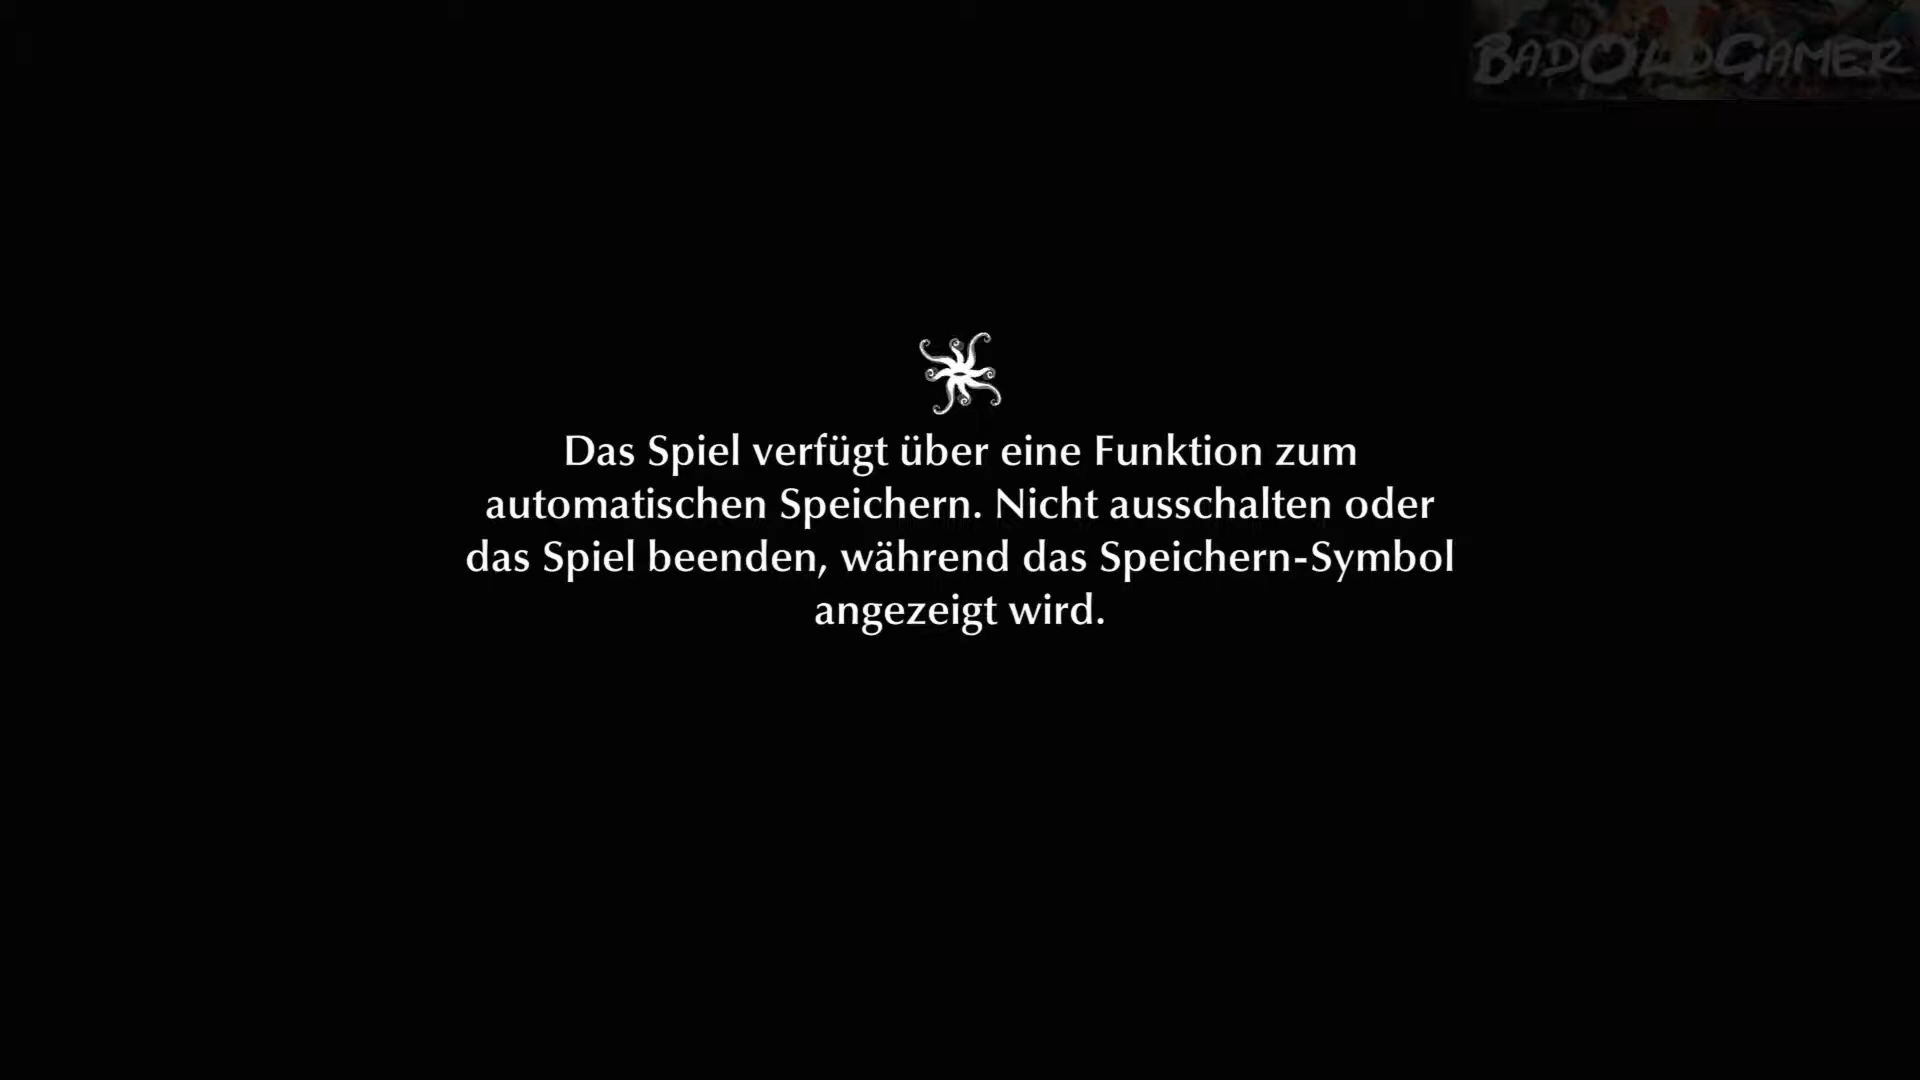 BADOLDGAMER
Das Spiel verfügt über eine Funktion zum
automatischen Speichern. Nicht ausschalten oder
das Spiel beenden, während das Speichern-Symbol
angezeigt wird.